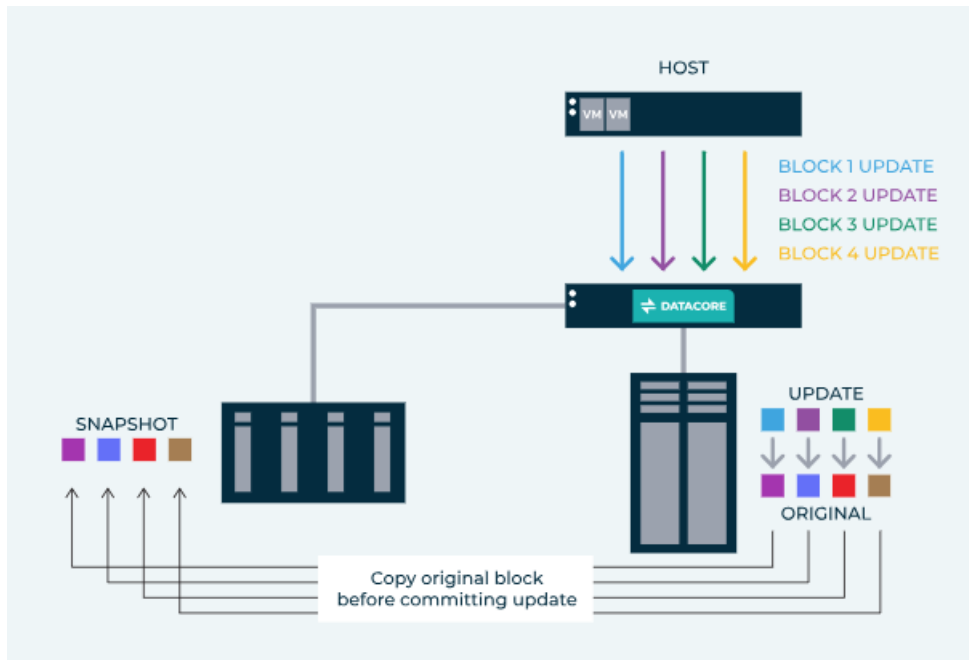 HOST
VM VM
BLOCK 1 UPDATE
BLOCK 2 UPDATE
BLOCK 3 UPDATE
BLOCK 4 UPDATE
DATACORE
SNAPSHOT
UPDATE
ORIGINAL
Copy original block
before committing update